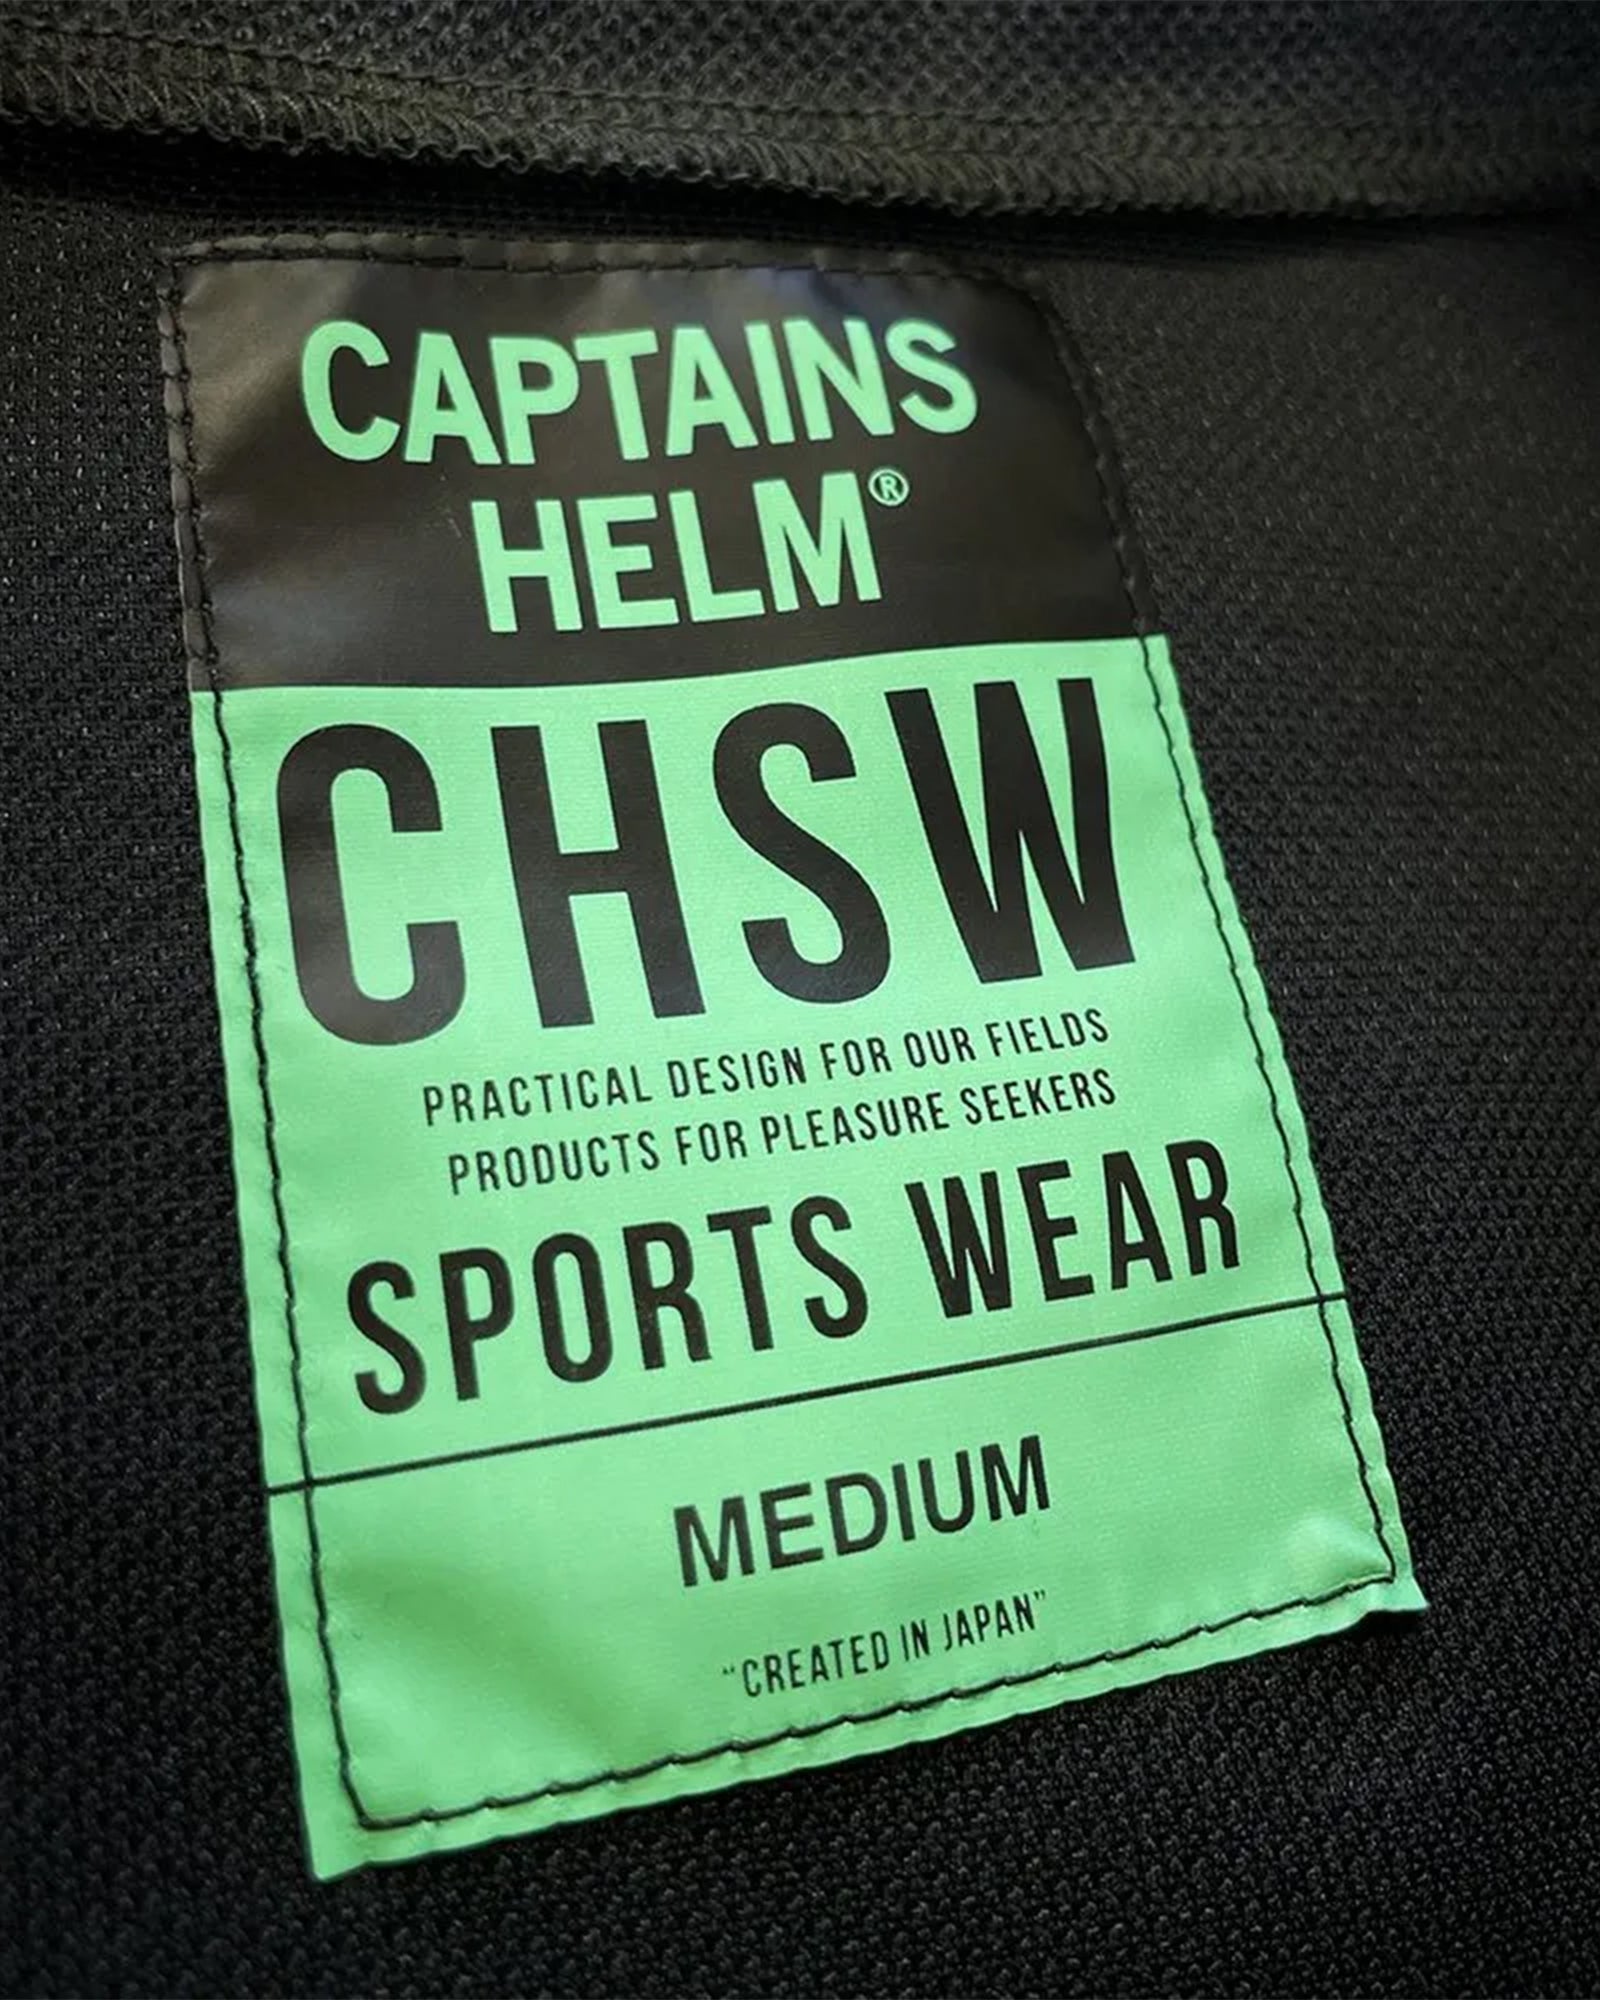 CAPTAINS
HELM®
CHSW
PRACTICAL DESIGN FOR OUR FIELDS
PRODUCTS FOR PLEASURE SEEKERS
SPORTS WEAR
MEDIUM
“CREATED IN JAPAN”